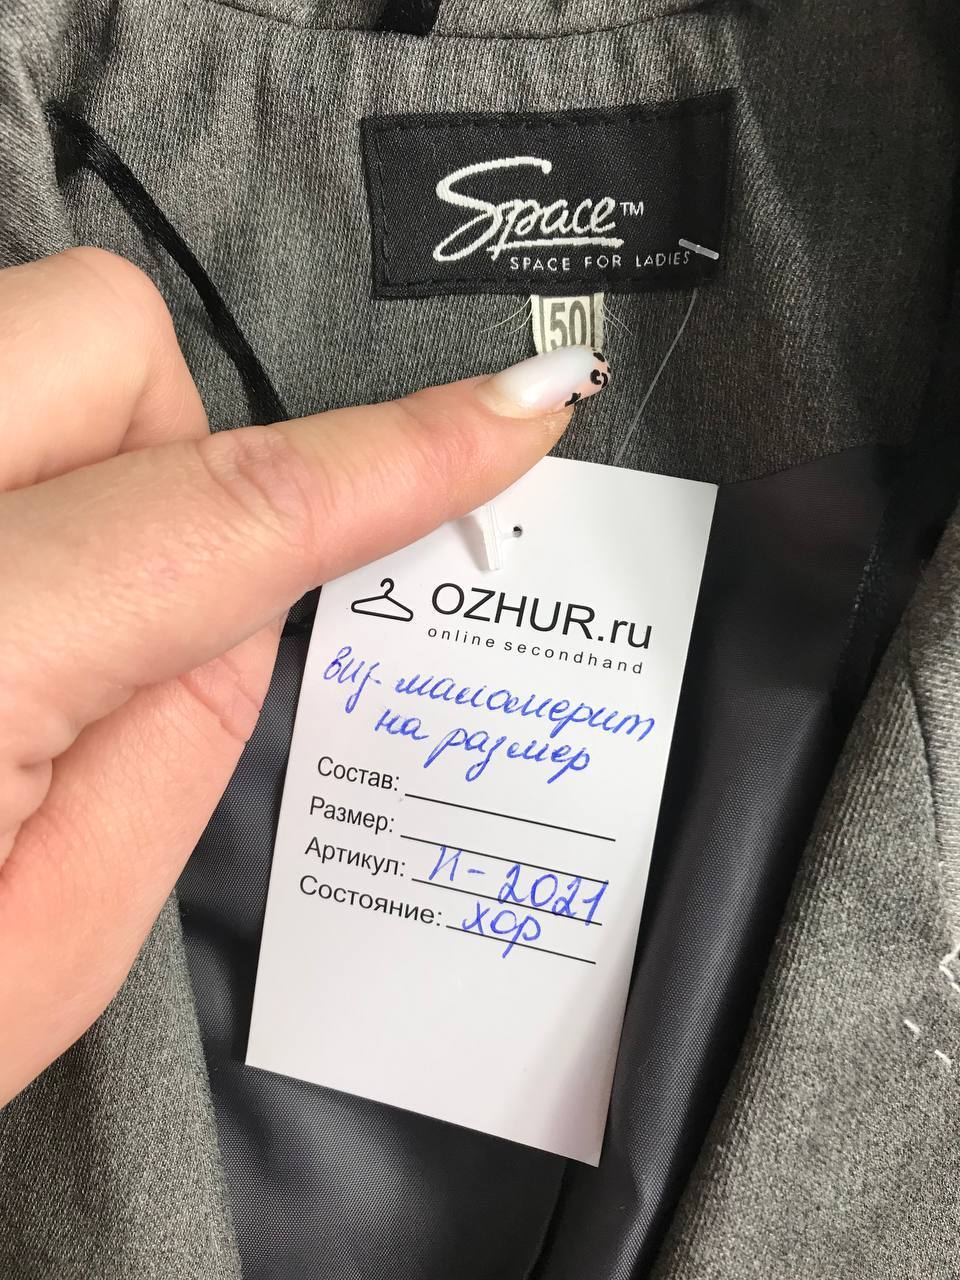 Space™
SPACE FOR LADIES
50
OZHUR.ru
online secondhand
виз. маломерит
на размер
Состав:
Размер:
Артикул: И-2021
Состояние: хор